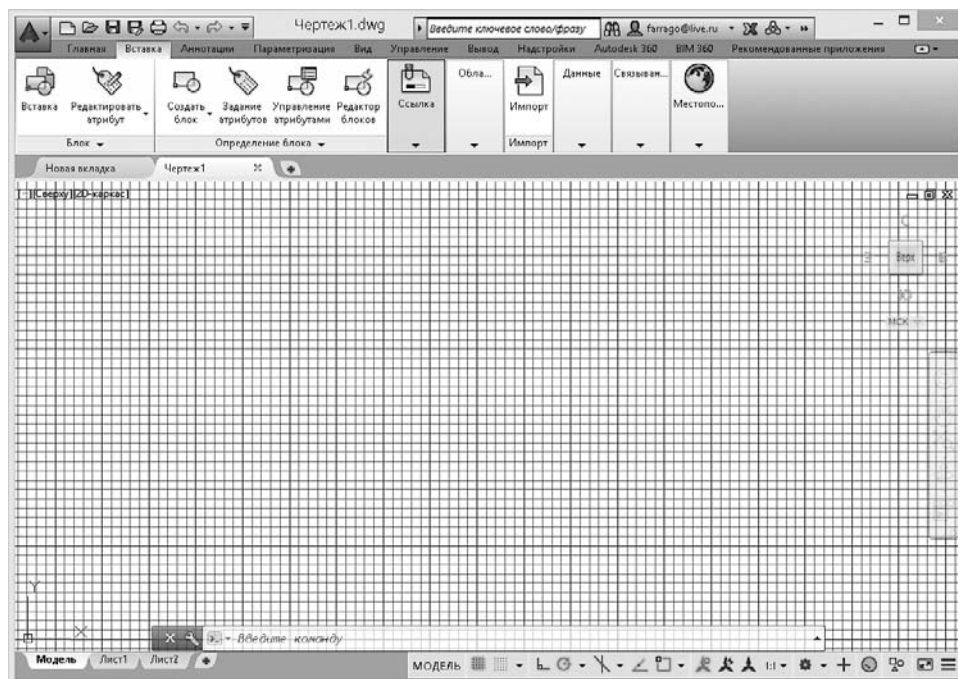 Чертеж1.dwg
Введите ключевое слово/фразу
farrago@live.ru
Главная Вставка Аннотации Параметризация Вид Управление Вывод Надстройки Autodesk 360 BIM 360 Рекомендованные приложения
Вставка
Редактировать атрибут
Создать блок
Задание атрибутов
Управление атрибутами
Редактор блоков
Ссылка
Обла...
Импорт
Данные
Связыван...
Местопо...
Блок
Определение блока
Импорт
Новая вкладка
Чертеж1
[-][Сверху][2D-каркас]
С
Верх
Ю
МСК
Y
X
Введите команду
Модель Лист1 Лист2
МОДЕЛЬ
1:1